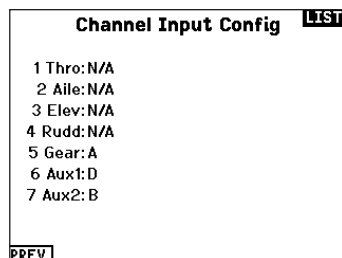 Channel Input Config LIST
1 Thro: N/A
2 Aile: N/A
3 Elev: N/A
4 Rudd: N/A
5 Gear: A
6 Aux1: D
7 Aux2: B
PREV